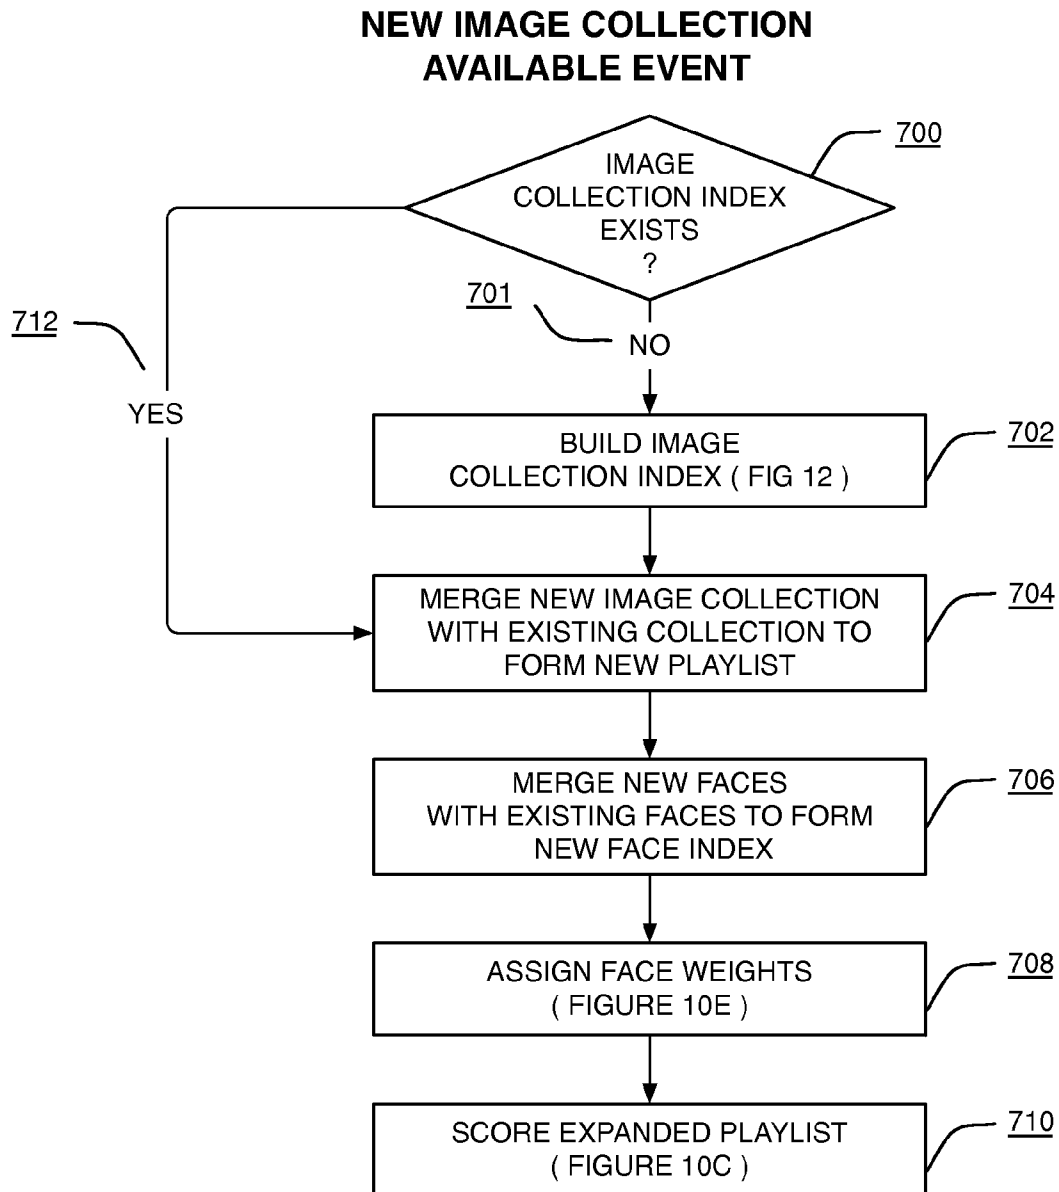 NEW IMAGE COLLECTION
AVAILABLE EVENT
700
IMAGE
COLLECTION INDEX
EXISTS
?
701
NO
712
YES
702
BUILD IMAGE
COLLECTION INDEX ( FIG 12 )
704
MERGE NEW IMAGE COLLECTION
WITH EXISTING COLLECTION TO
FORM NEW PLAYLIST
706
MERGE NEW FACES
WITH EXISTING FACES TO FORM
NEW FACE INDEX
708
ASSIGN FACE WEIGHTS
( FIGURE 10E )
710
SCORE EXPANDED PLAYLIST
( FIGURE 10C )